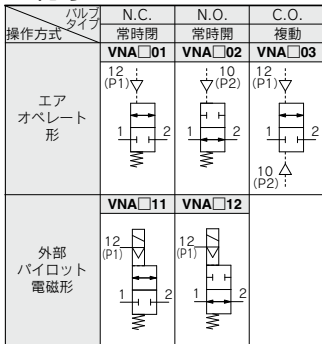 バルブ
タイプ
操作方式
N.C. N.O. C.O.
常時閉 常時開 複動
VNA□01 VNA□02 VNA□03
エア
オペレート
形
12
(P1)
1 2
10
(P2)
1 2
12
(P1)
1 2
10
(P2)
VNA□11 VNA□12
外部
パイロット
電磁形
12
(P1)
1 2
12
(P1)
1 2